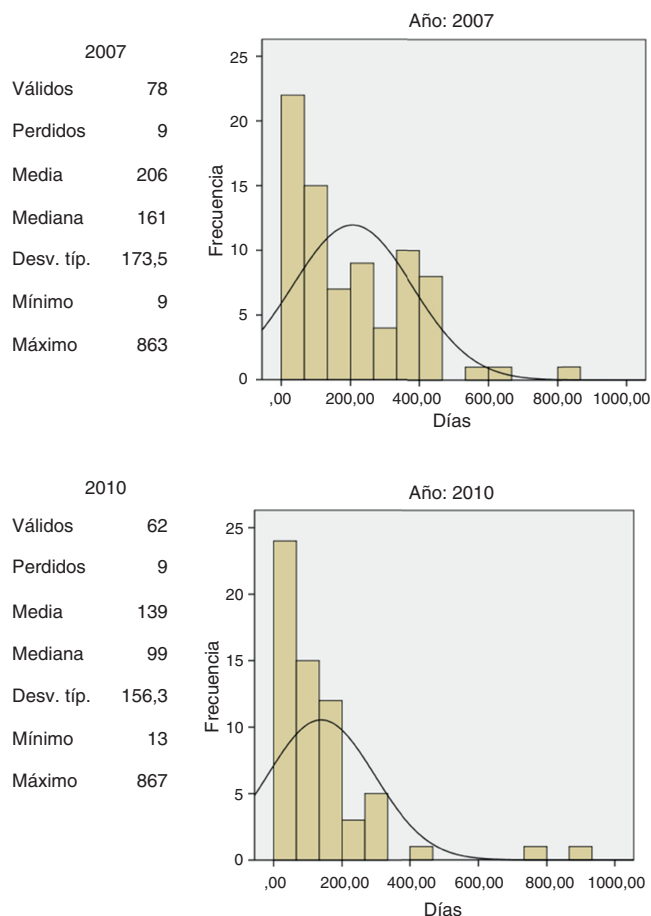 2007
Válidos 78
Perdidos 9
Media 206
Mediana 161
Desv. típ. 173,5
Mínimo 9
Máximo 863
Año: 2007
Frecuencia
25
20
15
10
5
0
,00 200,00 400,00 600,00 800,00 1000,00
Días
2010
Válidos 62
Perdidos 9
Media 139
Mediana 99
Desv. típ. 156,3
Mínimo 13
Máximo 867
Año: 2010
Frecuencia
25
20
15
10
5
0
,00 200,00 400,00 600,00 800,00 1000,00
Días